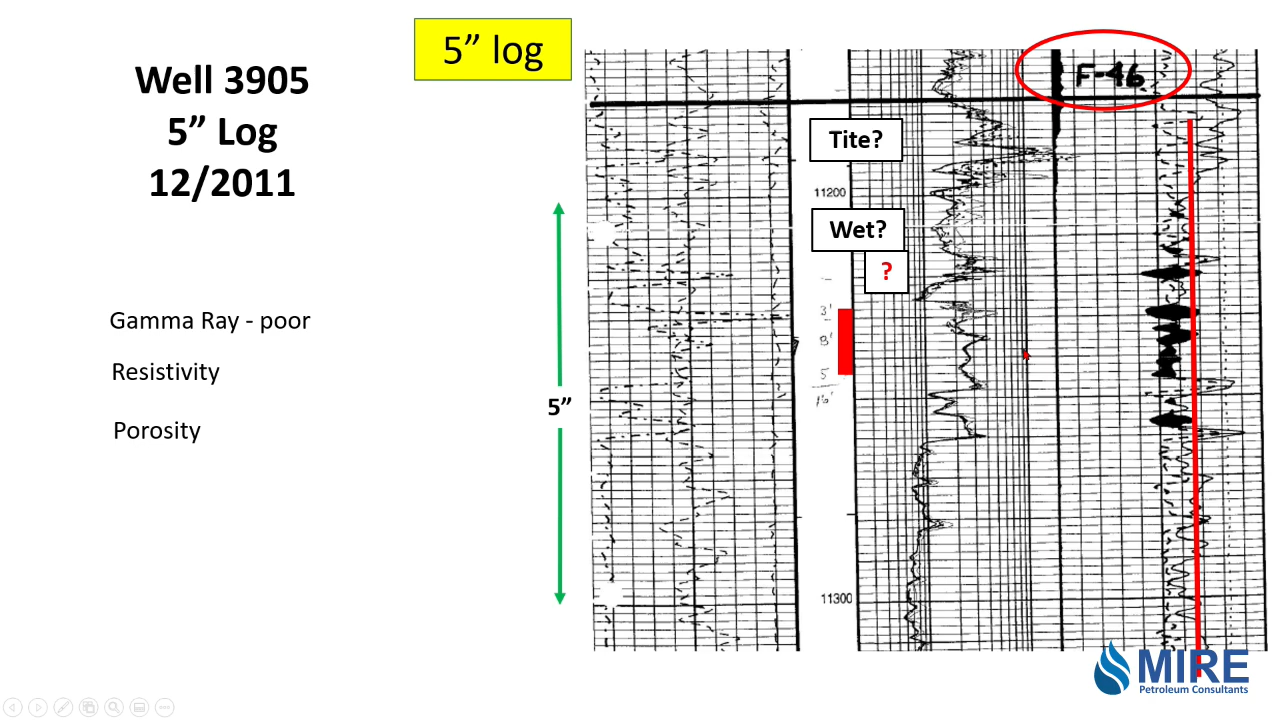 5” log
Well 3905
5” Log
12/2011
F-46
Tite?
11200
Wet?
?
Gamma Ray - poor
Resistivity
Porosity
5”
3'
8'
5
16'
11300
MIRE
Petroleum Consultants